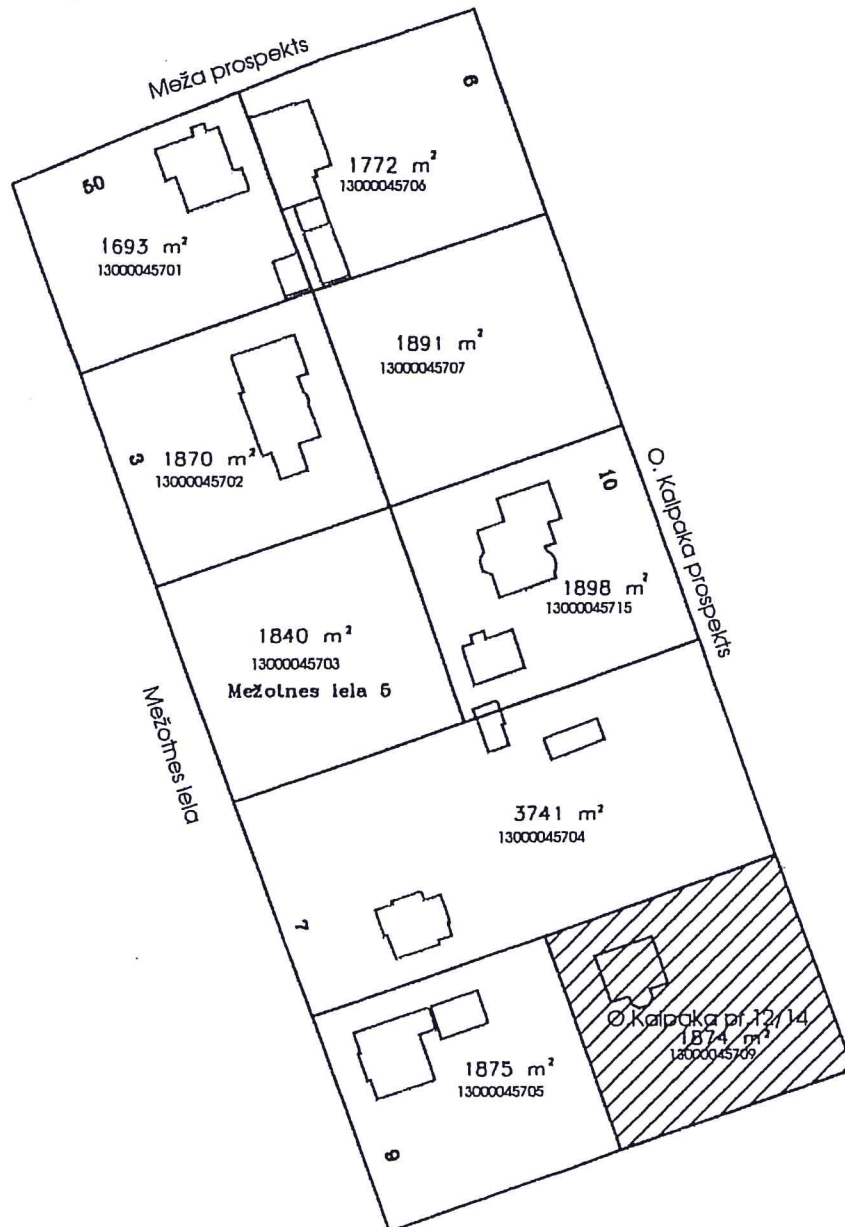 Meža prospekts
6
1772 m²
13000045706
50
1693 m²
13000045701
1891 m²
13000045707
3
1870 m²
13000045702
10
O. Kalpaka prospekts
1898 m²
13000045715
1840 m²
13000045703
Mežotnes iela 5
Mežotnes iela
3741 m²
13000045704
7
O.Kalpaka pr.12/14
1874 m²
13000045709
1875 m²
13000045705
9